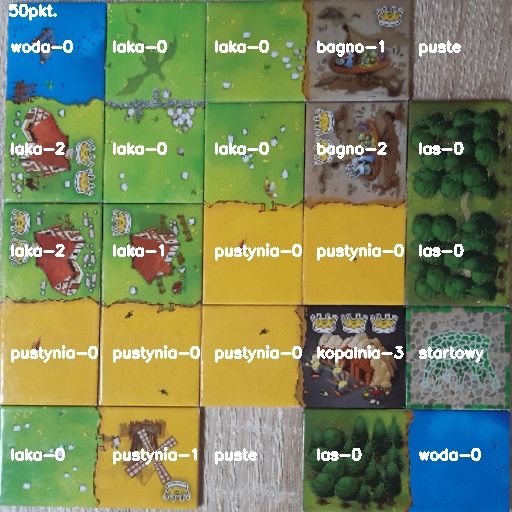 50pkt.
woda-0 laka-0 laka-0 bagno-1 puste
laka-2 laka-0 laka-0 bagno-2 las-0
laka-2 laka-1 pustynia-0 pustynia-0 las-0
pustynia-0 pustynia-0 pustynia-0 kopalnia-3 startowy
laka-0 pustynia-1 puste las-0 woda-0